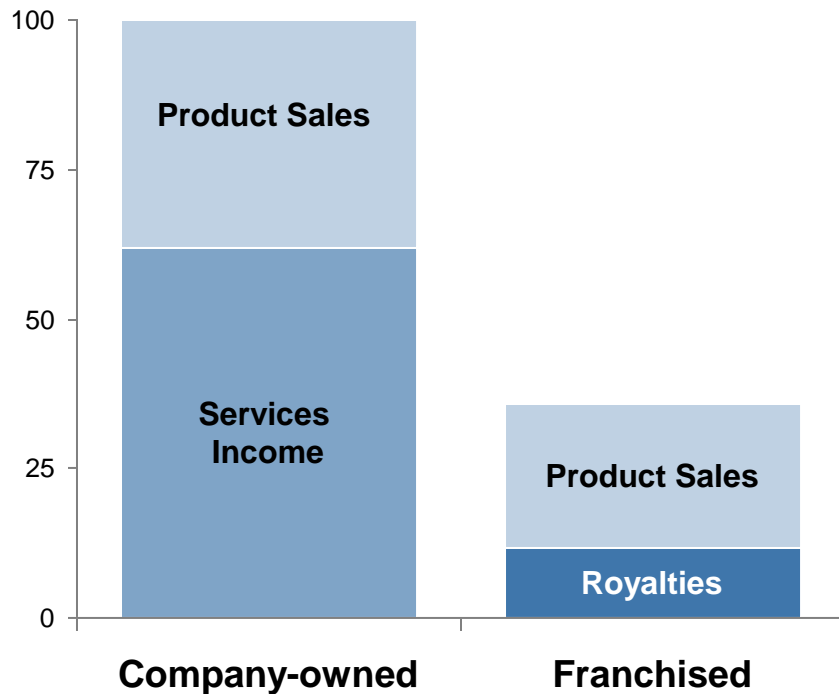 100
75
50
25
0
Product Sales
Services
Income
Product Sales
Royalties
Company-owned
Franchised